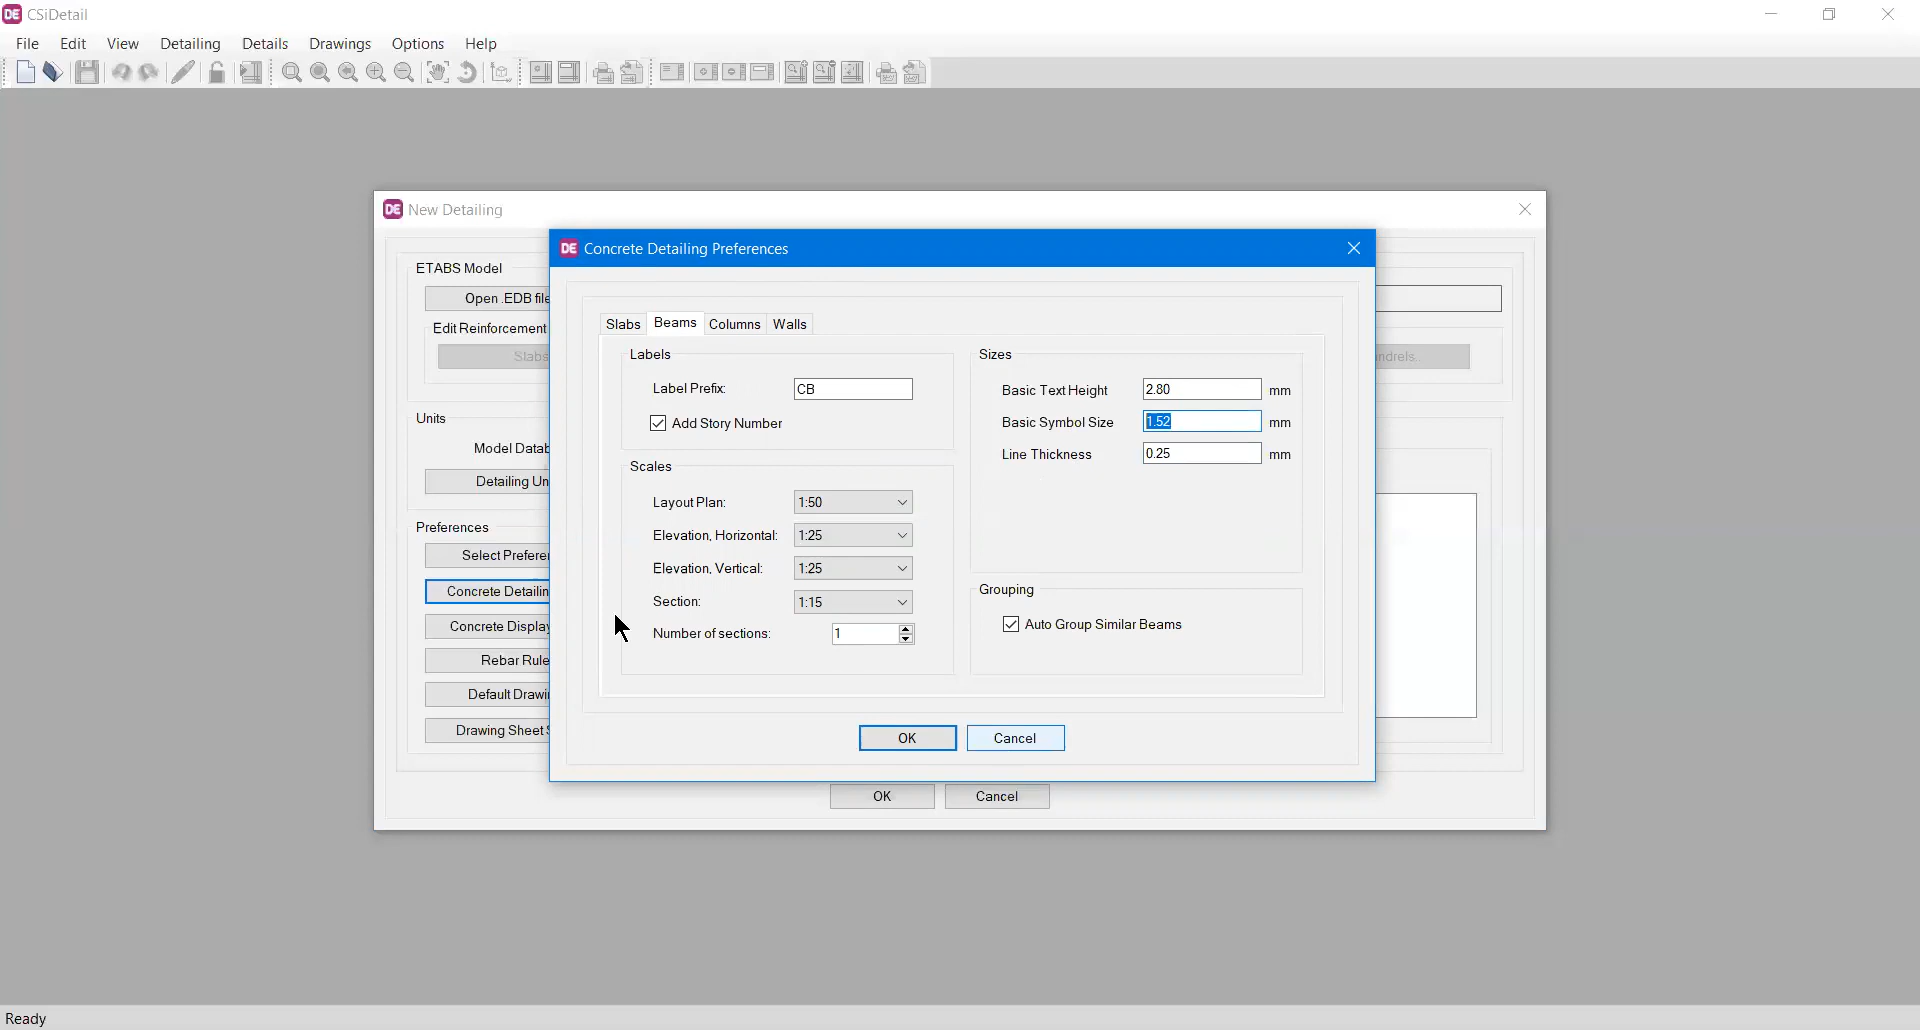 DE CSiDetail
File Edit View Detailing Details Drawings Options Help
DE New Detailing
DE Concrete Detailing Preferences
ETABS Model
Open .EDB file
Edit Reinforcement
Slabs
ndrels..
Slabs Beams Columns Walls
Labels
Label Prefix: CB
Add Story Number
Sizes
Basic Text Height 2.80 mm
Basic Symbol Size 1.52 mm
Line Thickness 0.25 mm
Units
Model Datab
Detailing Un
Scales
Layout Plan: 1:50
Elevation, Horizontal: 1:25
Elevation, Vertical: 1:25
Section: 1:15
Number of sections: 1
Preferences
Select Prefere
Concrete Detailin
Concrete Display
Rebar Rule
Default Drawi
Drawing Sheet S
Grouping
Auto Group Similar Beams
OK Cancel
OK Cancel
Ready